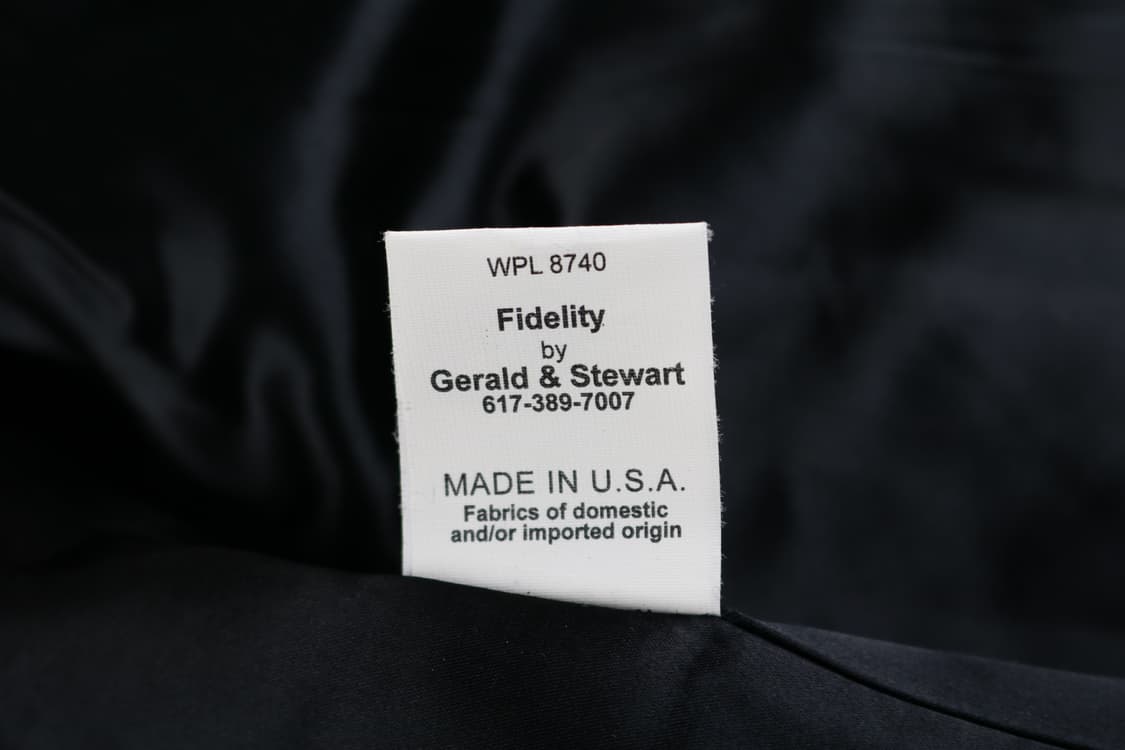 WPL 8740
Fidelity
by
Gerald & Stewart
617-389-7007
MADE IN U.S.A.
Fabrics of domestic
and/or imported origin